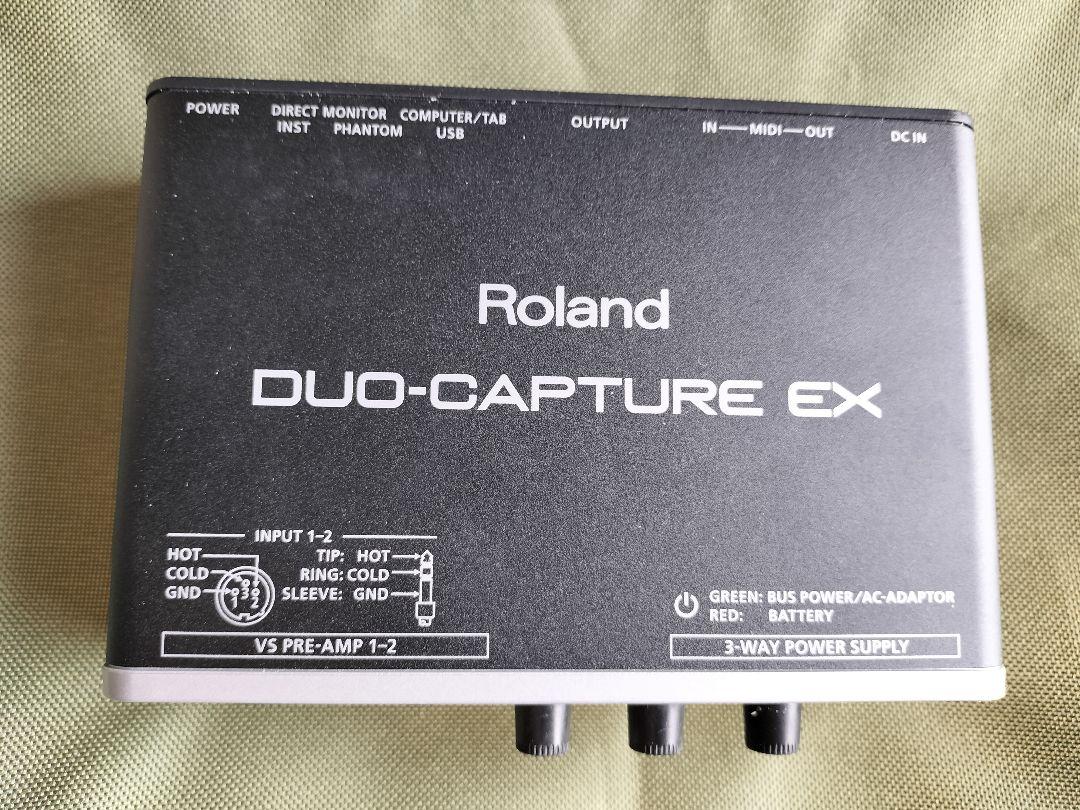 POWER
DIRECT MONITOR
INST PHANTOM
COMPUTER/TAB
USB
OUTPUT
IN MIDI OUT
DC IN
Roland
DUO-CAPTURE EX
INPUT 1–2
HOT
COLD
GND
1 3 2
TIP: HOT
RING: COLD
SLEEVE: GND
VS PRE-AMP 1–2
GREEN: BUS POWER/AC-ADAPTOR
RED: BATTERY
3-WAY POWER SUPPLY